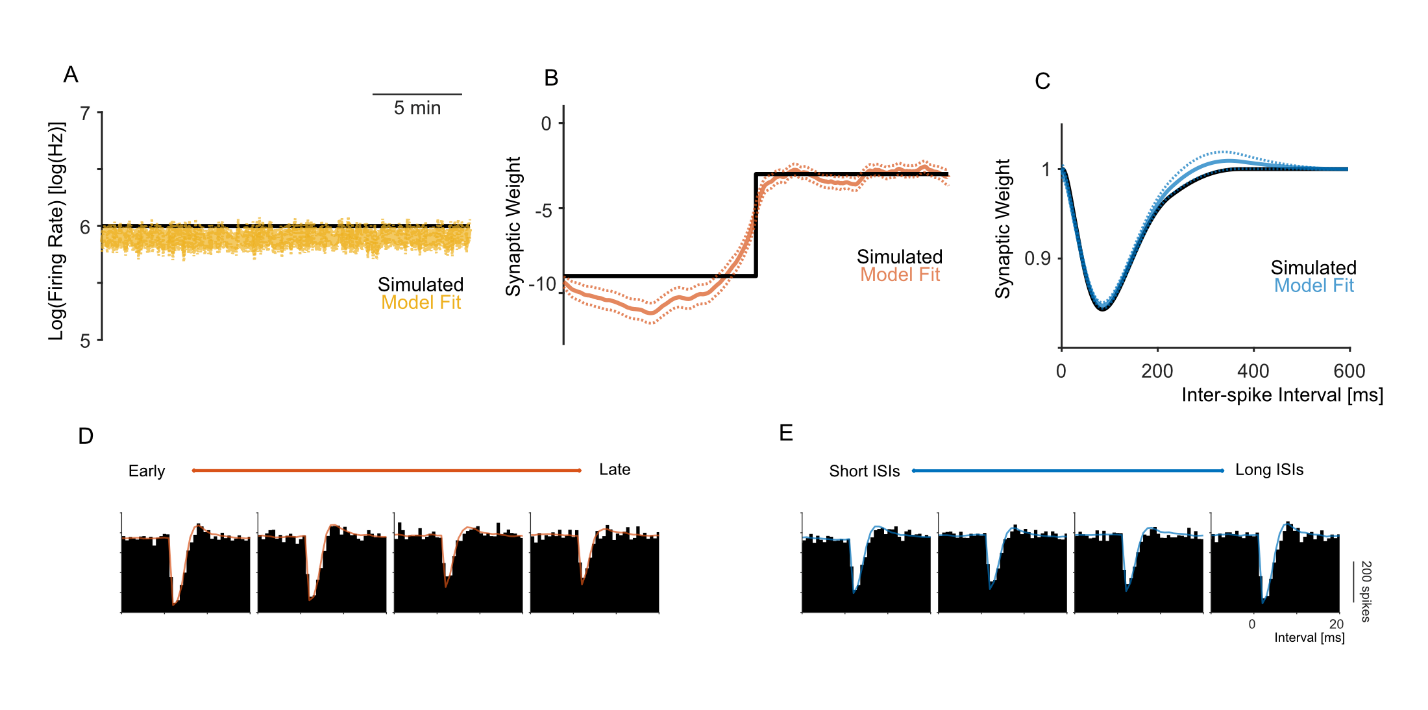 A
5 min
7
6
5
Log(Firing Rate) [log(Hz)]
Simulated
Model Fit
B
0
-5
-10
Synaptic Weight
Simulated
Model Fit
C
1
0.9
Synaptic Weight
Simulated
Model Fit
0 200 400 600
Inter-spike Interval [ms]
D
Early Late
E
Short ISIs Long ISIs
200 spikes
0 20
Interval [ms]